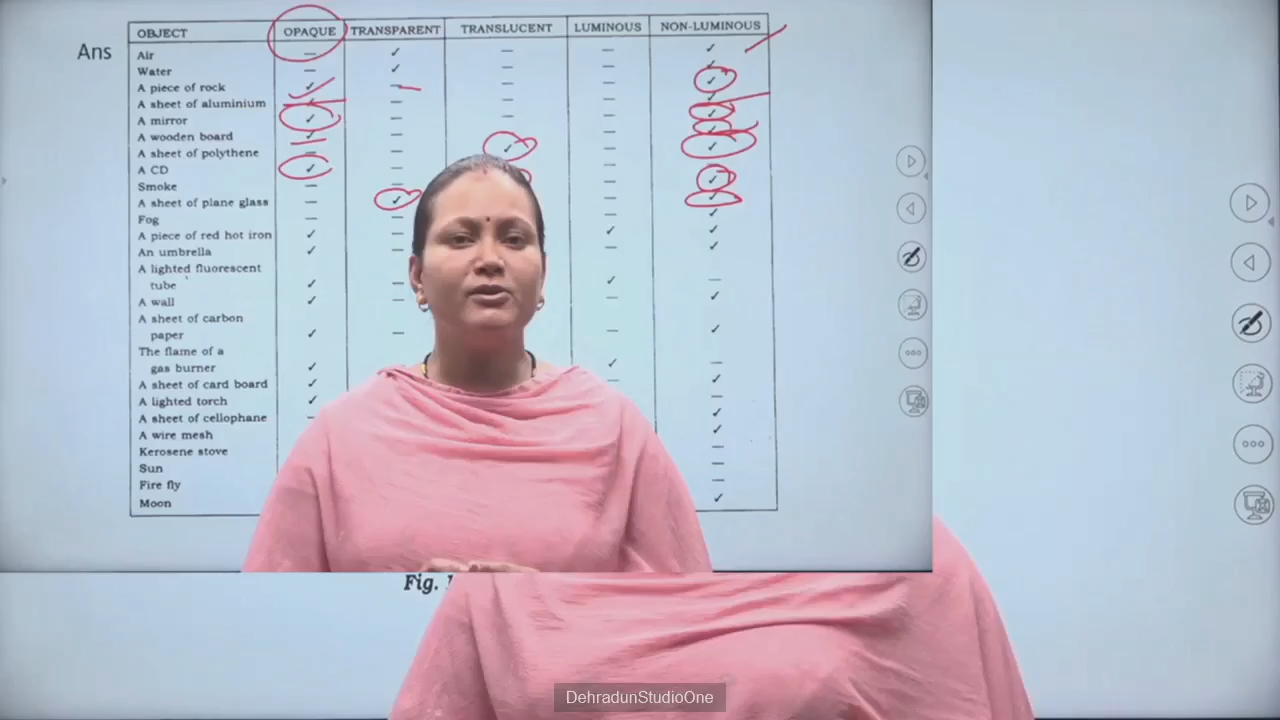 Ans
OBJECT OPAQUE TRANSPARENT TRANSLUCENT LUMINOUS NON-LUMINOUS
Air — ✓ — — ✓
Water — ✓ — — ✓
A piece of rock ✓ — — — ✓
A sheet of aluminium ✓ — — — ✓
A mirror ✓ — — — ✓
A wooden board ✓ — — ✓
A sheet of polythene — — ✓ — ✓
A CD ✓ — — ✓
Smoke — — — ✓
A sheet of plane glass — ✓ — ✓
Fog — — — ✓
A piece of red hot iron ✓ — ✓ ✓
An umbrella ✓ — — ✓
A lighted fluorescent
tube ✓ — ✓ —
A wall ✓ — — ✓
A sheet of carbon
paper ✓ — — ✓
The flame of a
gas burner ✓ ✓ —
A sheet of card board ✓ — ✓
A lighted torch ✓ —
A sheet of cellophane — ✓
A wire mesh ✓
Kerosene stove —
Sun —
Fire fly —
Moon ✓
Fig.
DehradunStudioOne